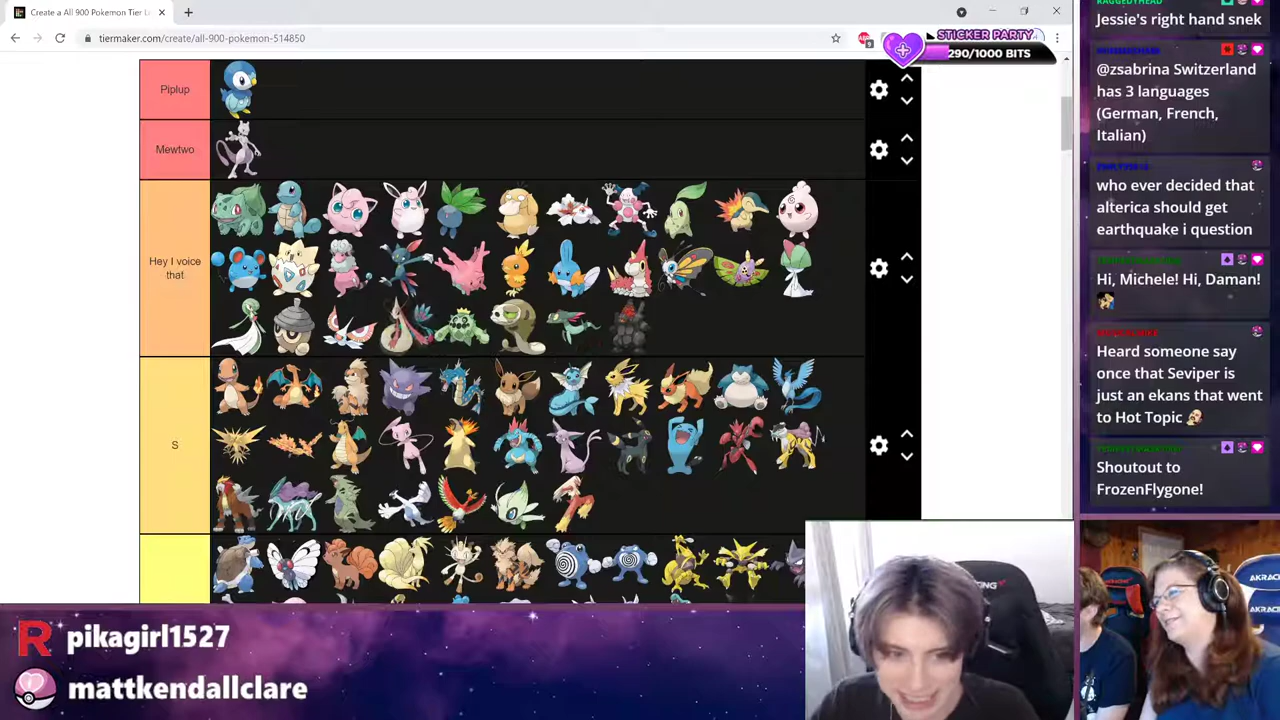 Create a All 900 Pokemon Tier Li
tiermaker.com/create/all-900-pokemon-514850
STICKER PARTY
290/1000 BITS
Piplup
Mewtwo
Hey I voice
that
S
Jessie's right hand snek
@zsabrina Switzerland
has 3 languages
(German, French,
Italian)
who ever decided that
alterica should get
earthquake i question
Hi, Michele! Hi, Daman!
Heard someone say
once that Seviper is
just an ekans that went
to Hot Topic
Shoutout to
FrozenFlygone!
AKRACING
AKRAC
R pikagirl1527
mattkendallclare